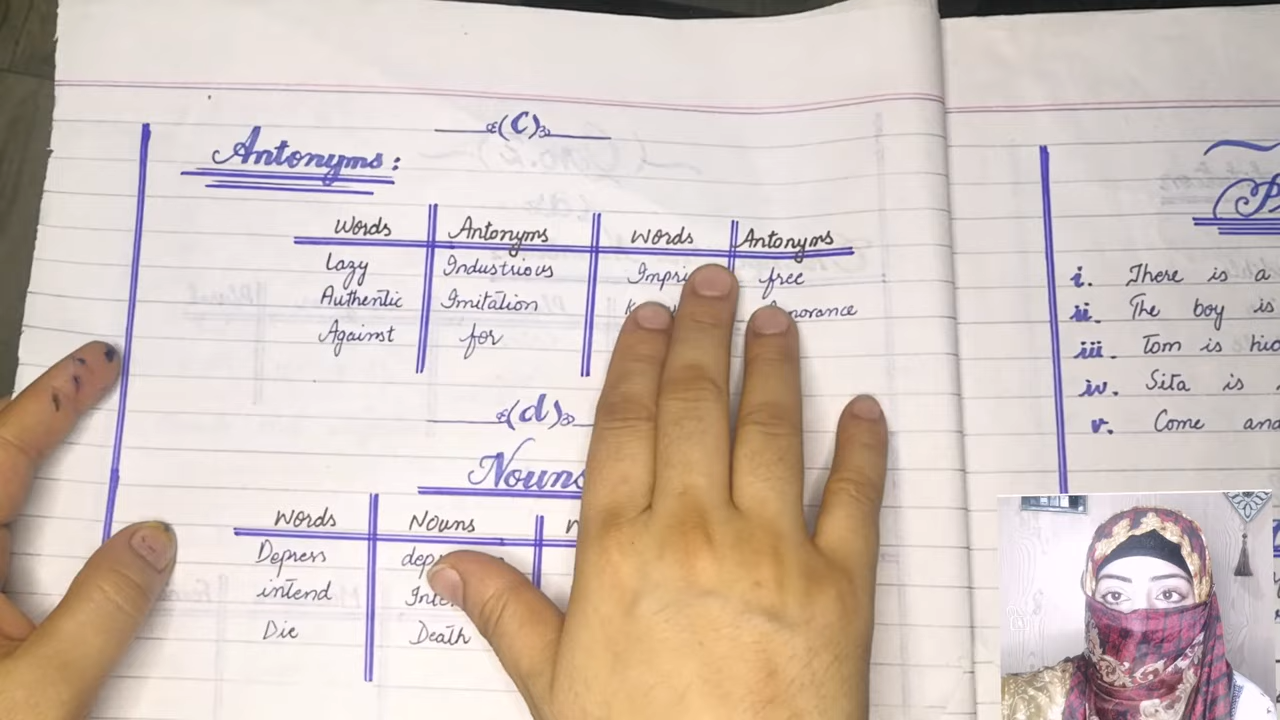 (C)
Antonyms:
Words Antonyms Words Antonyms
Lazy Industrious free
Authentic Imitation
Against for
(d)
Nouns
Words Nouns
Depress
intend
Die Death
i. There is a
ii. The boy is
iii. Tom is
iv. Sita is
v. Come and